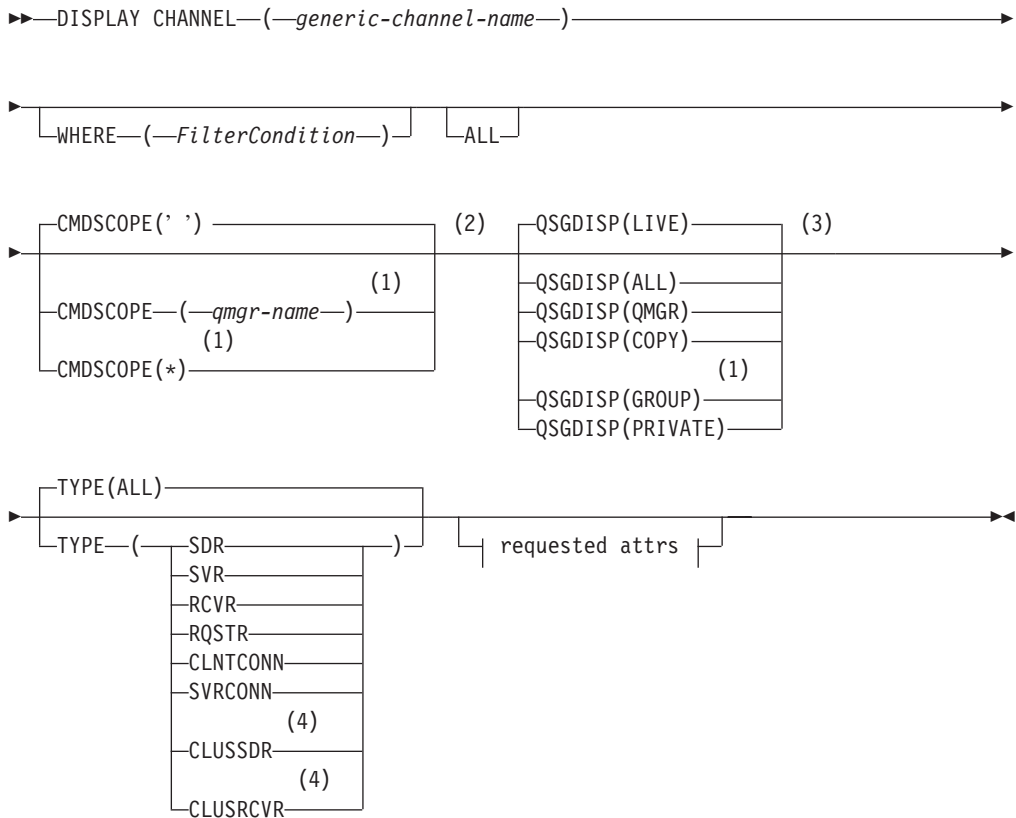 DISPLAY CHANNEL ( generic-channel-name )
WHERE ( FilterCondition ) ALL
CMDSCOPE(’ ’) (2) QSGDISP(LIVE) (3)
(1) QSGDISP(ALL)
CMDSCOPE ( qmgr-name ) QSGDISP(QMGR)
(1) QSGDISP(COPY)
CMDSCOPE(*) (1)
QSGDISP(GROUP)
QSGDISP(PRIVATE)
TYPE(ALL)
TYPE ( SDR ) requested attrs
SVR
RCVR
RQSTR
CLNTCONN
SVRCONN
(4)
CLUSSDR
(4)
CLUSRCVR